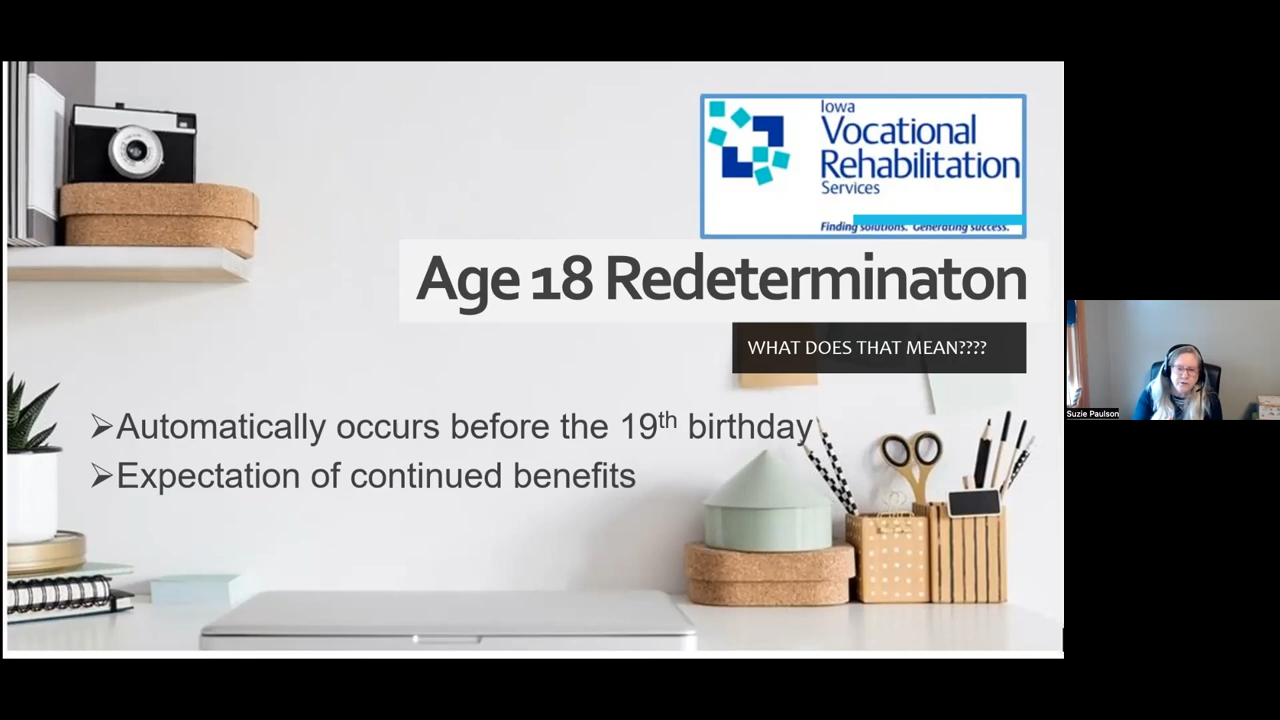 Iowa
Vocational
Rehabilitation
Services
Finding solutions. Generating success.
Age 18 Redeterminaton
WHAT DOES THAT MEAN????
➢Automatically occurs before the 19th birthday
➢Expectation of continued benefits
Suzie Paulson